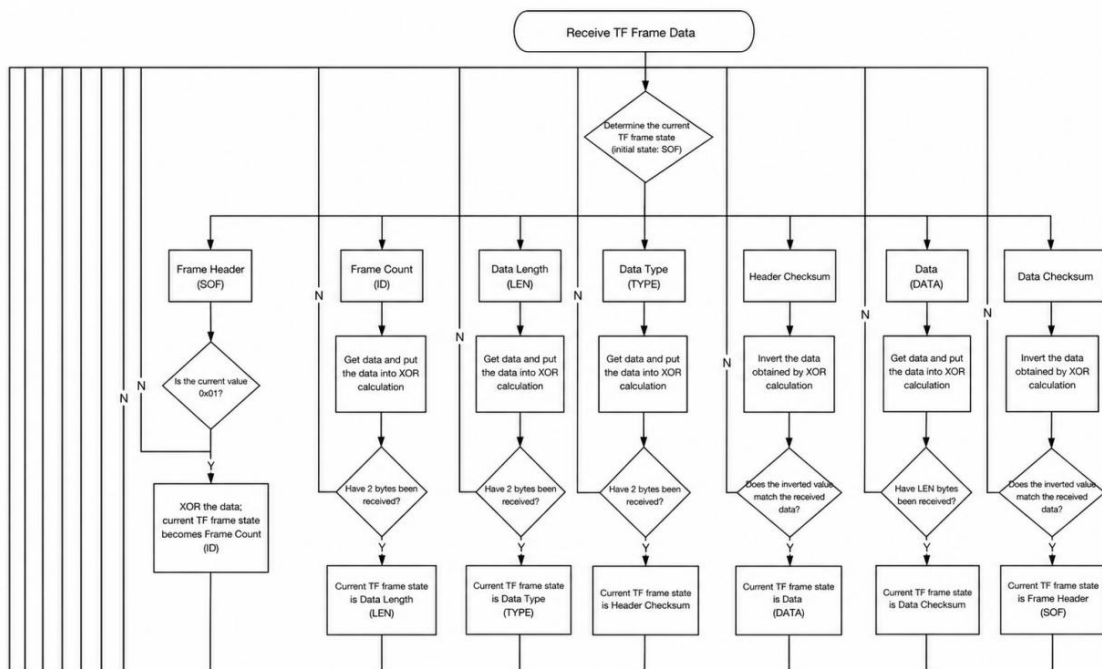 Receive TF Frame Data
Determine the current
TF frame state
(initial state: SOF)
Frame Header
(SOF)
Frame Count
(ID)
Data Length
(LEN)
Data Type
(TYPE)
Header Checksum
Data
(DATA)
Data Checksum
N
N
N
N
N
N
N
N
Is the current value
0x01?
Get data and put
the data into XOR
calculation
Get data and put
the data into XOR
calculation
Get data and put
the data into XOR
calculation
Invert the data
obtained by XOR
calculation
Get data and put
the data into XOR
calculation
Invert the data
obtained by XOR
calculation
Y
XOR the data;
current TF frame state
becomes Frame Count
(ID)
Have 2 bytes been
received?
Have 2 bytes been
received?
Have 2 bytes been
received?
Does the inverted value
match the received
data?
Have LEN bytes
been received?
Does the inverted value
match the received
data?
Y
Y
Y
Y
Y
Y
Current TF frame state
is Data Length
(LEN)
Current TF frame state
is Data Type
(TYPE)
Current TF frame state
is Header Checksum
Current TF frame state
is Data
(DATA)
Current TF frame state
is Data Checksum
Current TF frame state
is Frame Header
(SOF)